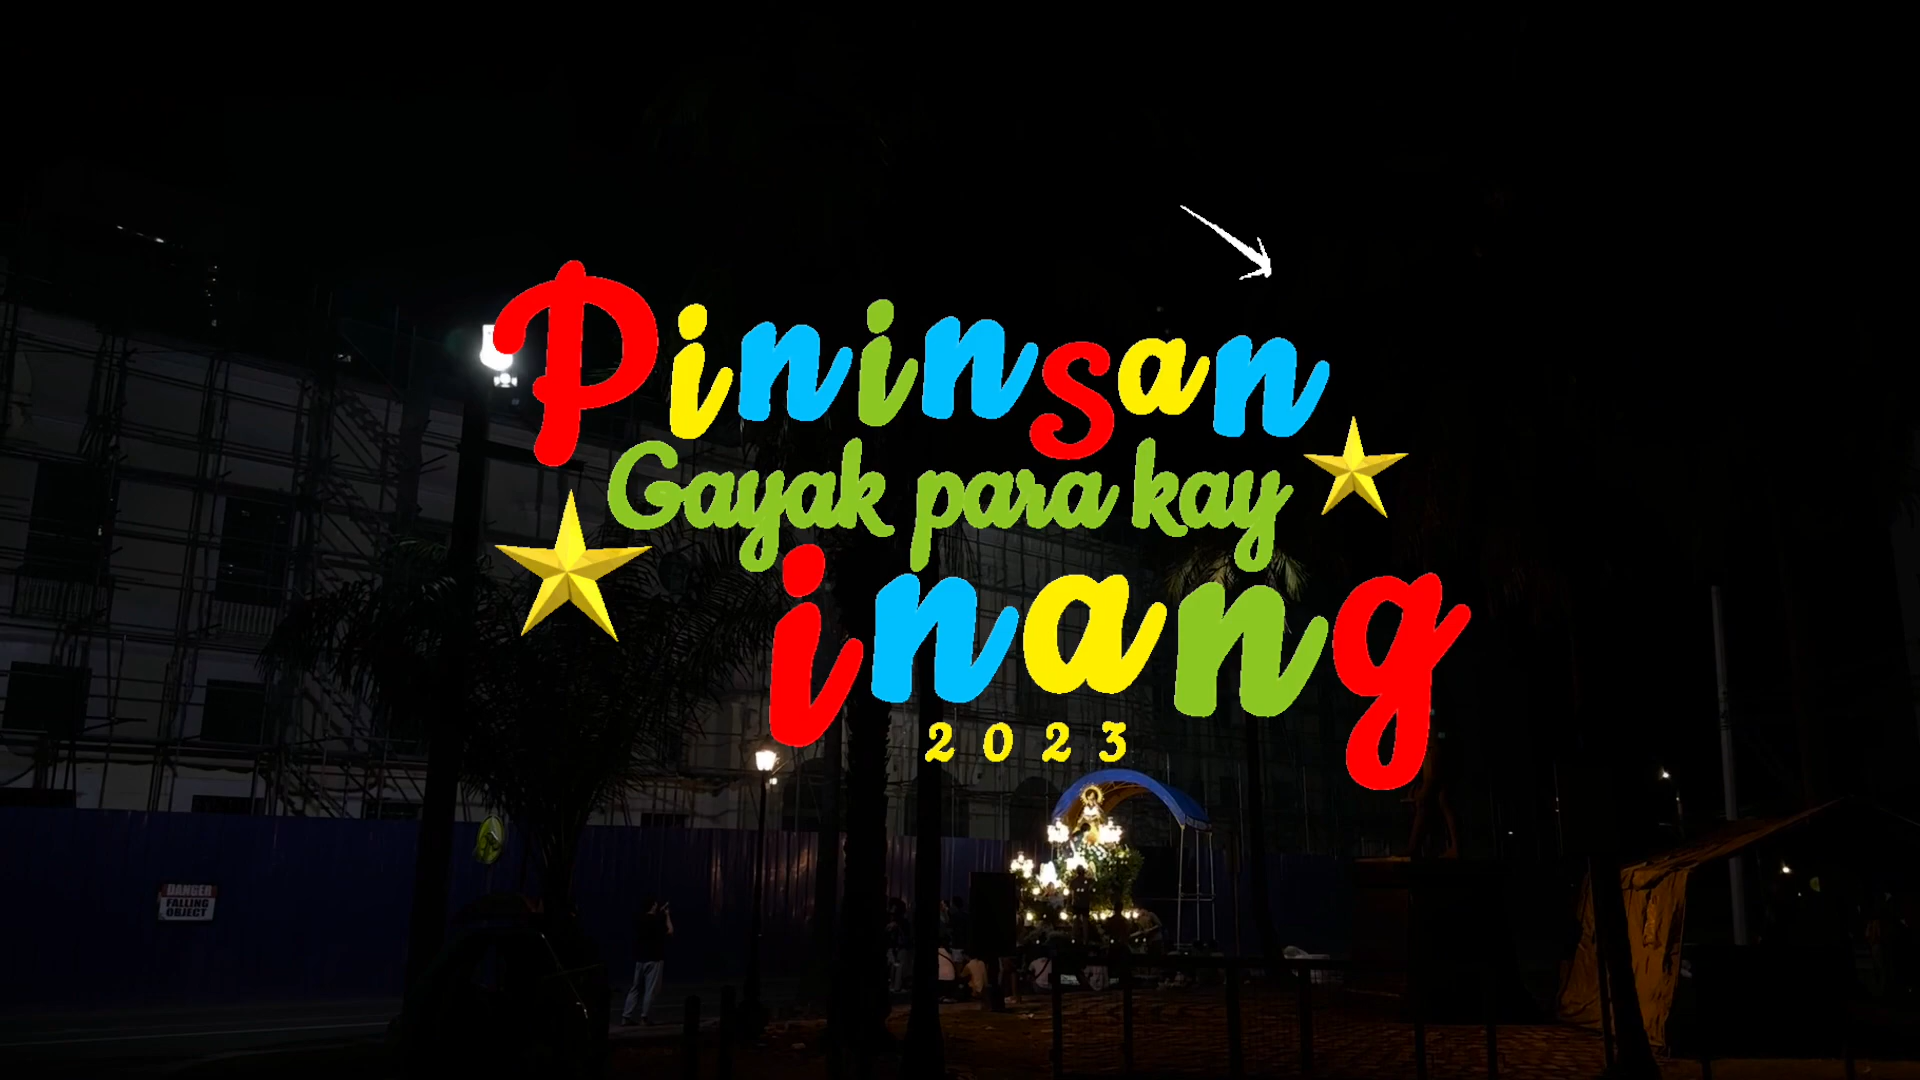 Pininsan
Gayak para kay
inang
2023
DANGER
FALLING
OBJECT